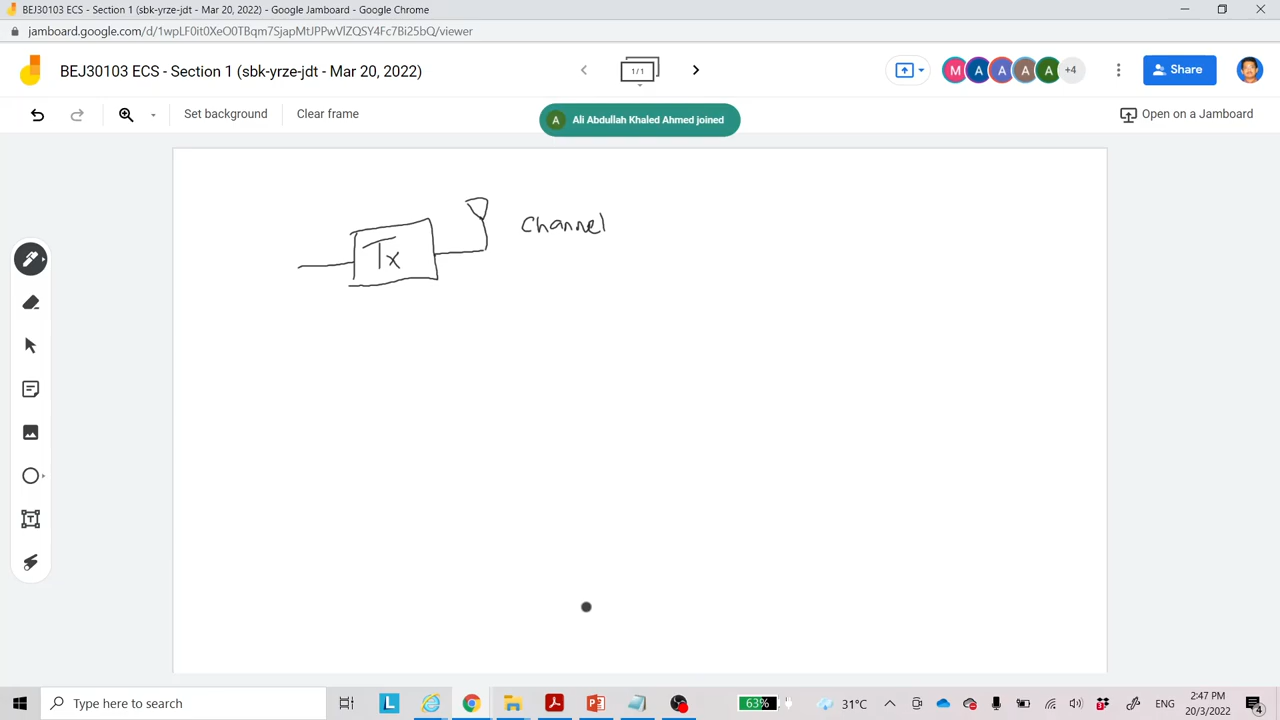 BEJ30103 ECS - Section 1 (sbk-yrze-jdt - Mar 20, 2022) - Google Jamboard - Google Chrome
jamboard.google.com/d/1wpLF0it0XeO0TBqm7SjapMtJPPwVlZQSY4Fc7Bi25bQ/viewer
BEJ30103 ECS - Section 1 (sbk-yrze-jdt - Mar 20, 2022)
1/1
M A A A A +4
Share
Set background
Clear frame
A Ali Abdullah Khaled Ahmed joined
Open on a Jamboard
Channel
Tx
Type here to search
L
63%
31°C
ENG
2:47 PM
20/3/2022
4